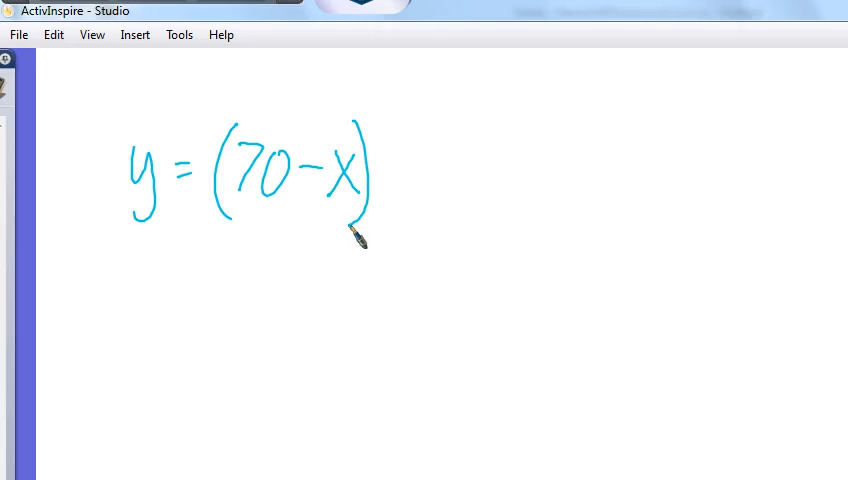 ActivInspire - Studio
File Edit View Insert Tools Help
y = (70 - x)